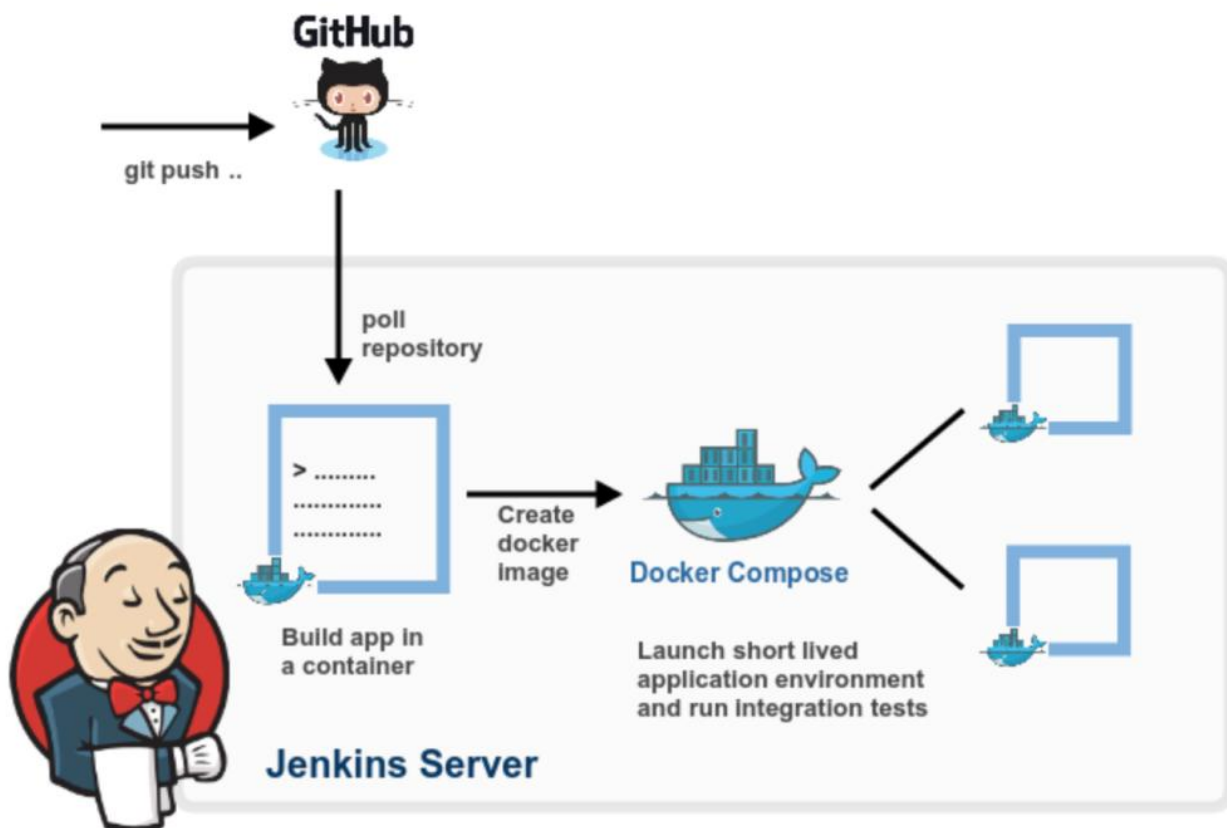 GitHub
git push ..
poll
repository
> .........
.............
.............
Create
docker
image
Docker Compose
Build app in
a container
Launch short lived
application environment
and run integration tests
Jenkins Server